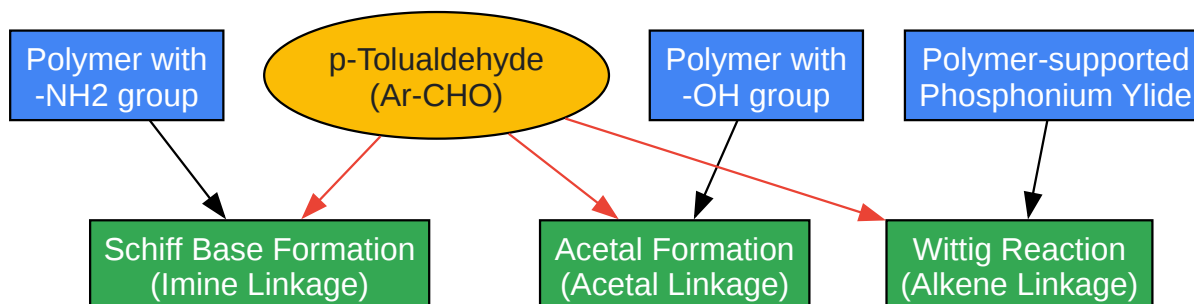 Polymer with
-NH2 group
p-Tolualdehyde
(Ar-CHO)
Polymer with
-OH group
Polymer-supported
Phosphonium Ylide
Schiff Base Formation
(Imine Linkage)
Acetal Formation
(Acetal Linkage)
Wittig Reaction
(Alkene Linkage)